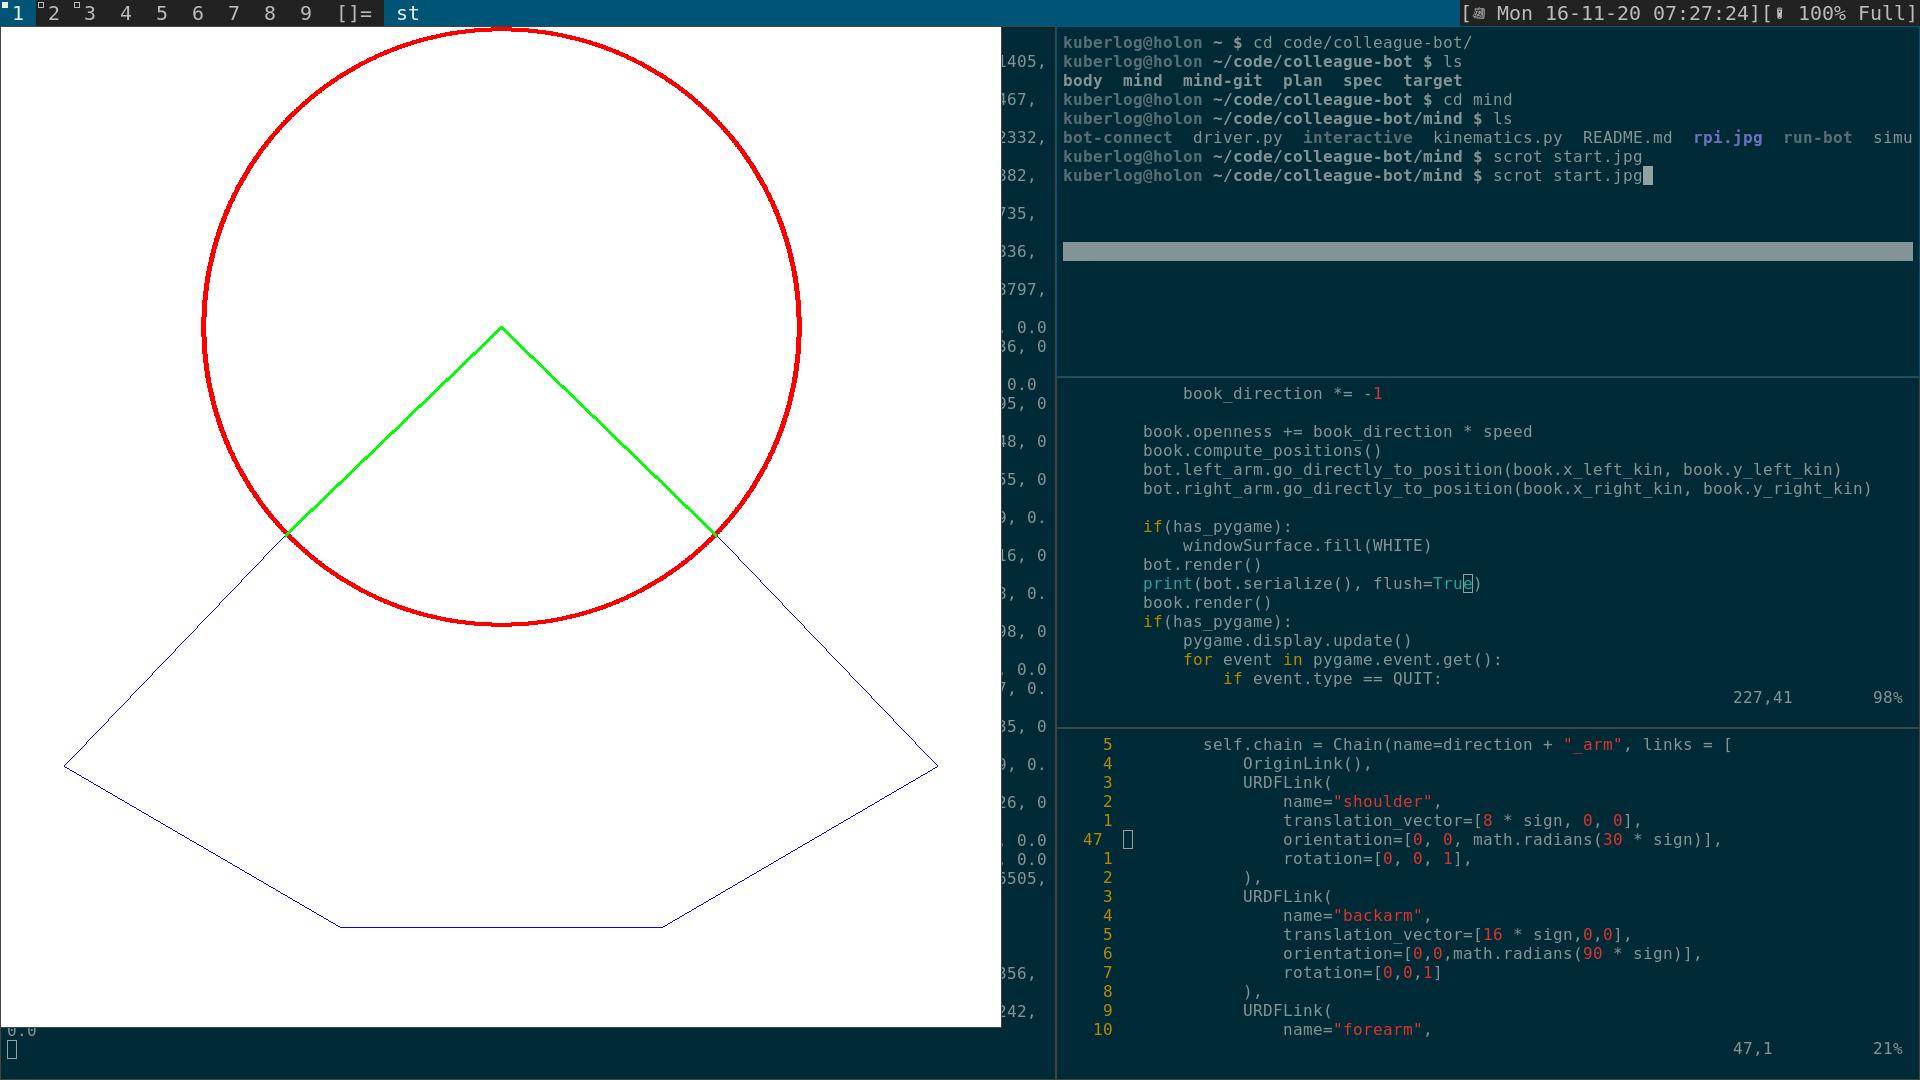 1 2 3 4 5 6 7 8 9 []= st [ Mon 16-11-20 07:27:24][ 100% Full]
1405,
467,
2332,
382,
735,
336,
3797,
, 0.0
36, 0
0.0
95, 0
48, 0
55, 0
9, 0.
16, 0
3, 0.
98, 0
, 0.0
7, 0.
35, 0
9, 0.
26, 0
, 0.0
, 0.0
5505,
356,
242,
0.0
kuberlog@holon ~ $ cd code/colleague-bot/
kuberlog@holon ~/code/colleague-bot $ ls
body  mind  mind-git  plan  spec  target
kuberlog@holon ~/code/colleague-bot $ cd mind
kuberlog@holon ~/code/colleague-bot/mind $ ls
bot-connect  driver.py  interactive  kinematics.py  README.md  rpi.jpg  run-bot  simu
kuberlog@holon ~/code/colleague-bot/mind $ scrot start.jpg
kuberlog@holon ~/code/colleague-bot/mind $ scrot start.jpg
book_direction *= -1
book.openness += book_direction * speed
book.compute_positions()
bot.left_arm.go_directly_to_position(book.x_left_kin, book.y_left_kin)
bot.right_arm.go_directly_to_position(book.x_right_kin, book.y_right_kin)
if(has_pygame):
windowSurface.fill(WHITE)
bot.render()
print(bot.serialize(), flush=True)
book.render()
if(has_pygame):
pygame.display.update()
for event in pygame.event.get():
if event.type == QUIT:
227,41 98%
5 self.chain = Chain(name=direction + "_arm", links = [
4 OriginLink(),
3 URDFLink(
2 name="shoulder",
1 translation_vector=[8 * sign, 0, 0],
47 orientation=[0, 0, math.radians(30 * sign)],
1 rotation=[0, 0, 1],
2 ),
3 URDFLink(
4 name="backarm",
5 translation_vector=[16 * sign,0,0],
6 orientation=[0,0,math.radians(90 * sign)],
7 rotation=[0,0,1]
8 ),
9 URDFLink(
10 name="forearm",
47,1 21%